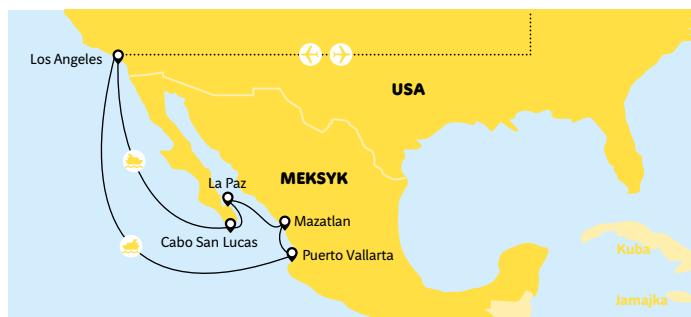 Los Angeles
USA
La Paz
MEKSYK
Mazatlan
Cabo San Lucas
Puerto Vallarta
Kuba
Jamajka